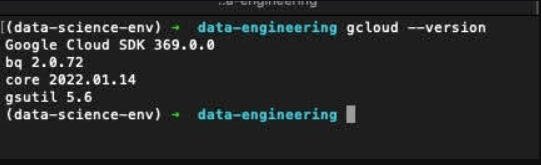 …a-engineering
(data-science-env) → data-engineering gcloud --version
Google Cloud SDK 369.0.0
bq 2.0.72
core 2022.01.14
gsutil 5.6
(data-science-env) → data-engineering